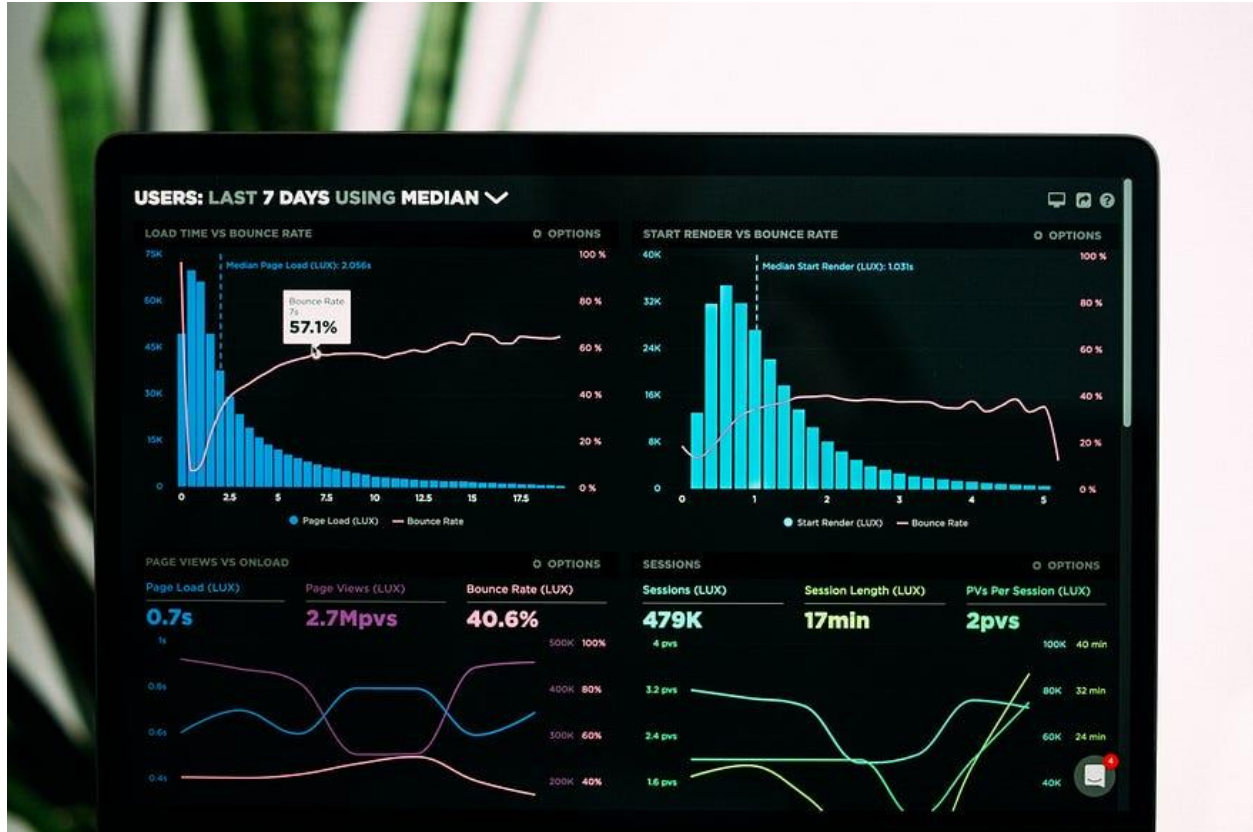 USERS: LAST 7 DAYS USING MEDIAN
LOAD TIME VS BOUNCE RATE
OPTIONS
75K
60K
45K
30K
15K
0
100 %
80 %
60 %
40 %
20 %
0 %
Median Page Load (LUX): 2.056s
Bounce Rate
7s
57.1%
0 2.5 5 7.5 10 12.5 15 17.5
Page Load (LUX) Bounce Rate
START RENDER VS BOUNCE RATE
OPTIONS
40K
32K
24K
16K
8K
0
100 %
80 %
60 %
40 %
20 %
0 %
Median Start Render (LUX): 1.031s
0 1 2 3 4 5
Start Render (LUX) Bounce Rate
PAGE VIEWS VS ONLOAD
OPTIONS
Page Load (LUX) Page Views (LUX) Bounce Rate (LUX)
0.7s 2.7Mpvs 40.6%
1s
0.8s
0.6s
0.4s
500K 100%
400K 80%
300K 60%
200K 40%
SESSIONS
OPTIONS
Sessions (LUX) Session Length (LUX) PVs Per Session (LUX)
479K 17min 2pvs
4 pvs
3.2 pvs
2.4 pvs
1.6 pvs
100K 40 min
80K 32 min
60K 24 min
40K
4